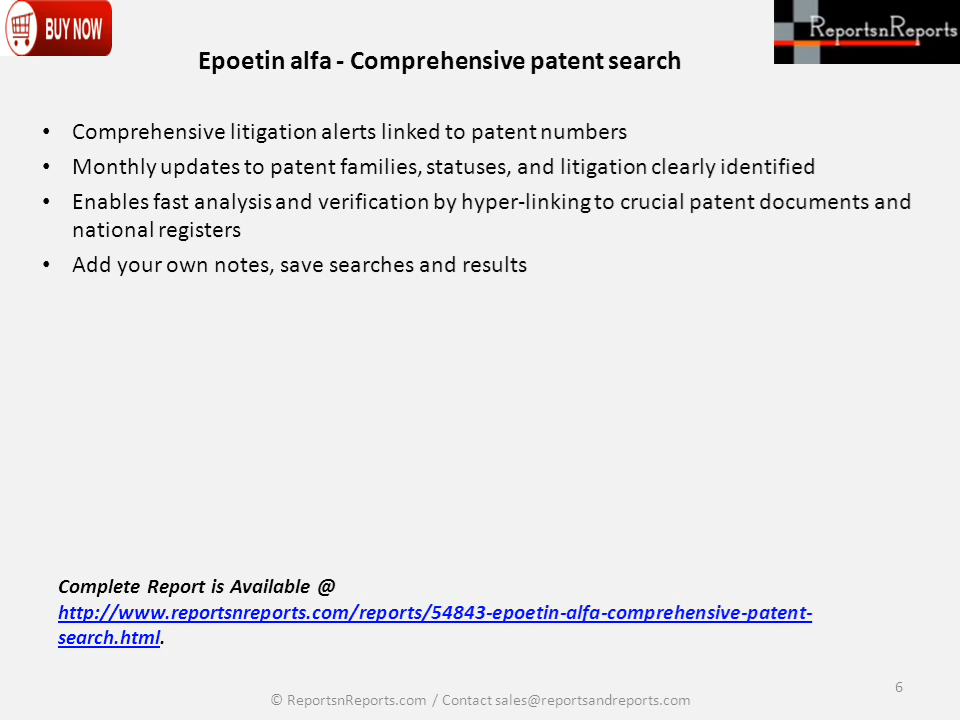 BUY NOW
ReportsnReports
Epoetin alfa - Comprehensive patent search
• Comprehensive litigation alerts linked to patent numbers
• Monthly updates to patent families, statuses, and litigation clearly identified
• Enables fast analysis and verification by hyper-linking to crucial patent documents and
national registers
• Add your own notes, save searches and results
Complete Report is Available @
http://www.reportsnreports.com/reports/54843-epoetin-alfa-comprehensive-patent-
search.html.
6
© ReportsnReports.com / Contact sales@reportsandreports.com